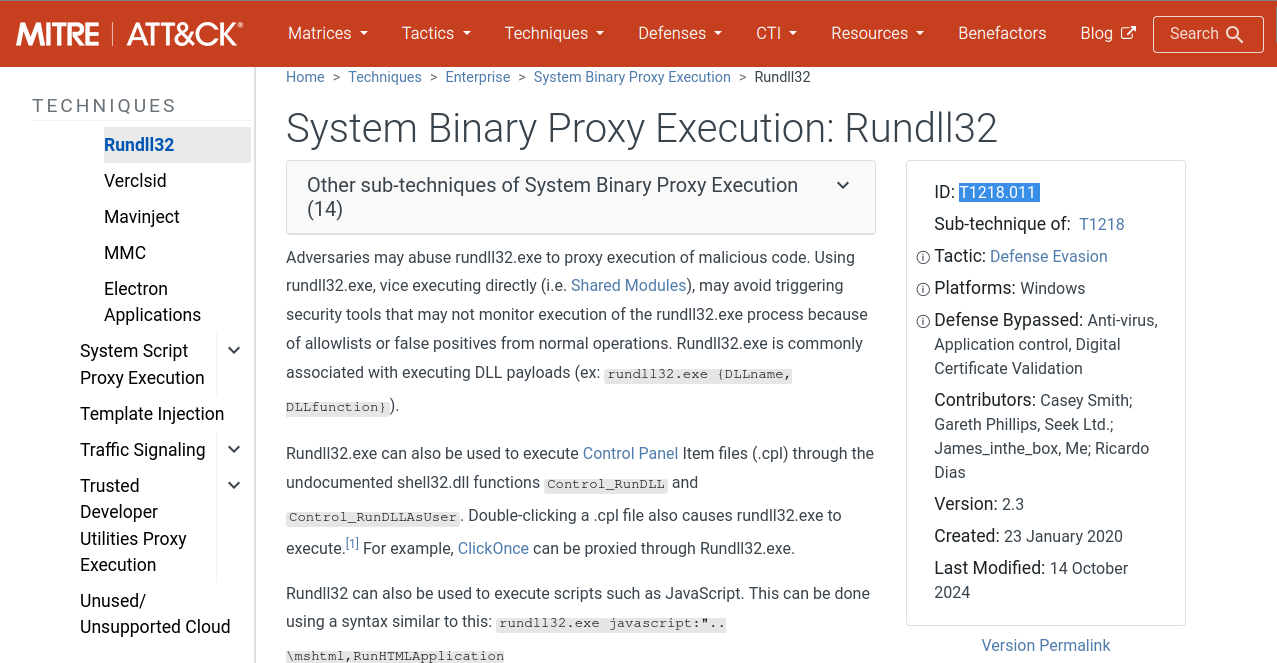 MITRE | ATT&CK®
Matrices
Tactics
Techniques
Defenses
CTI
Resources
Benefactors
Blog
Search
TECHNIQUES
Rundll32
Verclsid
Mavinject
MMC
Electron
Applications
System Script
Proxy Execution
Template Injection
Traffic Signaling
Trusted
Developer
Utilities Proxy
Execution
Unused/
Unsupported Cloud
Home > Techniques > Enterprise > System Binary Proxy Execution > Rundll32
System Binary Proxy Execution: Rundll32
Other sub-techniques of System Binary Proxy Execution
(14)
Adversaries may abuse rundll32.exe to proxy execution of malicious code. Using
rundll32.exe, vice executing directly (i.e. Shared Modules), may avoid triggering
security tools that may not monitor execution of the rundll32.exe process because
of allowlists or false positives from normal operations. Rundll32.exe is commonly
associated with executing DLL payloads (ex: rundll32.exe {DLLname,
DLLfunction}).
Rundll32.exe can also be used to execute Control Panel Item files (.cpl) through the
undocumented shell32.dll functions Control_RunDLL and
Control_RunDLLAsUser. Double-clicking a .cpl file also causes rundll32.exe to
execute.[1] For example, ClickOnce can be proxied through Rundll32.exe.
Rundll32 can also be used to execute scripts such as JavaScript. This can be done
using a syntax similar to this: rundll32.exe javascript:"..
\mshtml,RunHTMLApplication
ID: T1218.011
Sub-technique of: T1218
Tactic: Defense Evasion
Platforms: Windows
Defense Bypassed: Anti-virus,
Application control, Digital
Certificate Validation
Contributors: Casey Smith;
Gareth Phillips, Seek Ltd.;
James_inthe_box, Me; Ricardo
Dias
Version: 2.3
Created: 23 January 2020
Last Modified: 14 October
2024
Version Permalink